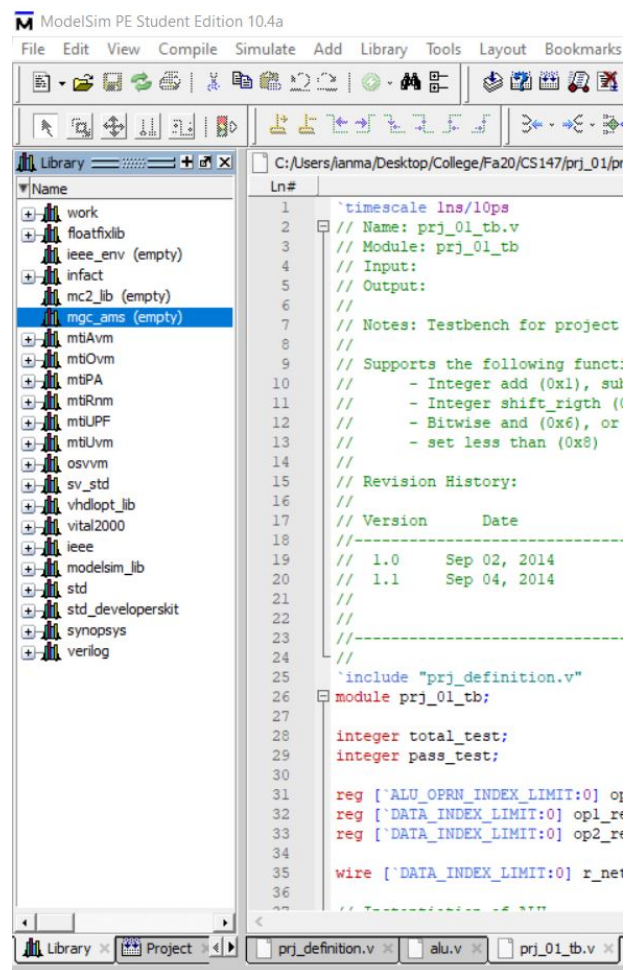 ModelSim PE Student Edition 10.4a
File Edit View Compile Simulate Add Library Tools Layout Bookmarks
Library
Name
work
floatfixlib
ieee_env (empty)
infact
mc2_lib (empty)
mgc_ams (empty)
mtiAvm
mtiOvm
mtiPA
mtiRnm
mtiUPF
mtiUvm
osvvm
sv_std
vhdlopt_lib
vital2000
ieee
modelsim_lib
std
std_developerskit
synopsys
verilog
Library Project
C:/Users/ianma/Desktop/College/Fa20/CS147/prj_01/pr
Ln#
1 `timescale 1ns/10ps
2 // Name: prj_01_tb.v
3 // Module: prj_01_tb
4 // Input:
5 // Output:
6 //
7 // Notes: Testbench for project
8 //
9 // Supports the following functi
10 // - Integer add (0x1), sub
11 // - Integer shift_rigth (0
12 // - Bitwise and (0x6), or
13 // - set less than (0x8)
14 //
15 // Revision History:
16 //
17 // Version Date
18 //------------------------------
19 // 1.0 Sep 02, 2014
20 // 1.1 Sep 04, 2014
21 //
22 //
23 //------------------------------
24 //
25 `include "prj_definition.v"
26 module prj_01_tb;
27
28 integer total_test;
29 integer pass_test;
30
31 reg [`ALU_OPRN_INDEX_LIMIT:0] op
32 reg [`DATA_INDEX_LIMIT:0] op1_re
33 reg [`DATA_INDEX_LIMIT:0] op2_re
34
35 wire [`DATA_INDEX_LIMIT:0] r_net
36
prj_definition.v alu.v prj_01_tb.v